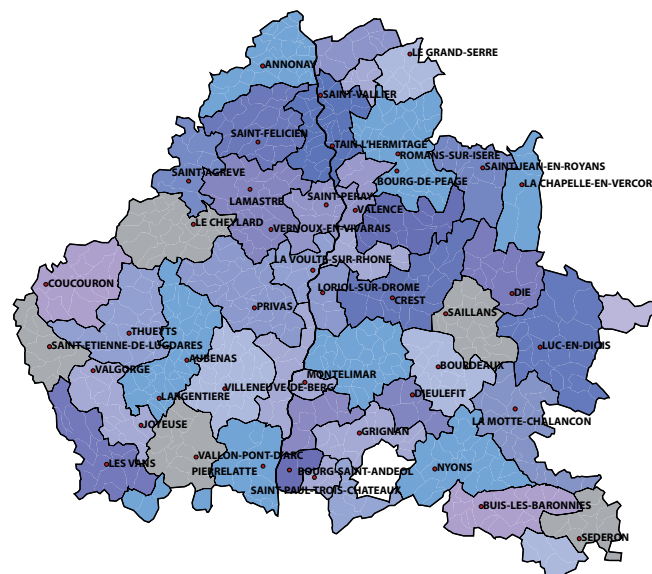 LE GRAND-SERRE
ANNONAY
SAINT-VALLIER
SAINT-FELICIEN
TAIN-L'HERMITAGE
ROMANS-SUR-ISERE
SAINT-JEAN-EN-ROYANS
SAINT-AGREVE
BOURG-DE-PEAGE
LA CHAPELLE-EN-VERCOR
LAMASTRE
SAINT-PERAY
VALENCE
LE CHEYLARD
VERNOUX-EN-VIVARAIS
LA VOULTE-SUR-RHONE
COUCOURON
LORIOL-SUR-DROME
DIE
CREST
PRIVAS
SAILLANS
THUEYTS
SAINT-ETIENNE-DE-LUGDARES
LUC-EN-DIOIS
AUBENAS
VALGORGE
BOURDEAUX
MONTELIMAR
VILLENEUVE-DE-BERG
LARGENTIERE
DIEULEFIT
LA MOTTE-CHALANCON
JOYEUSE
GRIGNAN
VALLON-PONT-D'ARC
LES VANS
PIERRELATTE
BOURG-SAINT-ANDEOL
NYONS
SAINT-PAUL-TROIS-CHATEAUX
BUIS-LES-BARONNIES
SEDERON